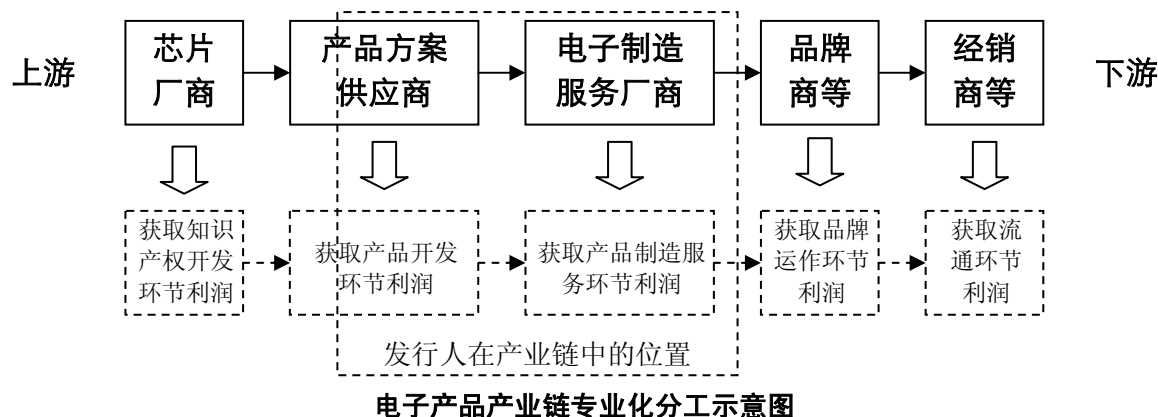 上游
芯片
厂商
产品方案
供应商
电子制造
服务厂商
品牌
商等
经销
商等
下游
获取知识
产权开发
环节利润
获取产品开发
环节利润
获取产品制造服
务环节利润
获取品牌
运作环节
利润
获取流
通环节
利润
发行人在产业链中的位置
电子产品产业链专业化分工示意图